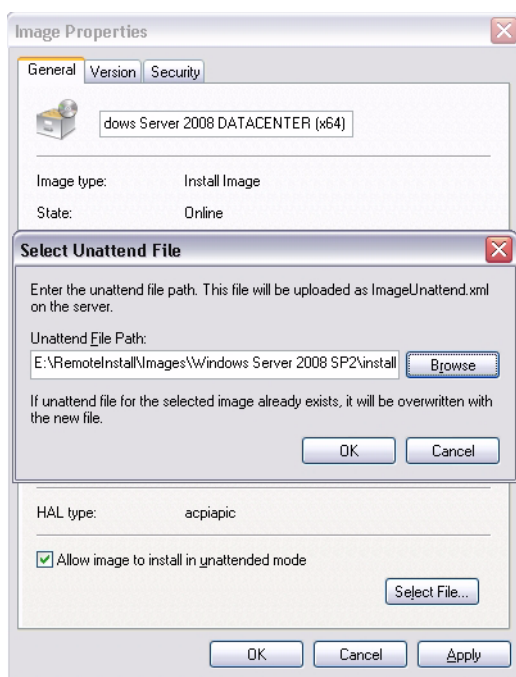 Image Properties
General Version Security
dows Server 2008 DATACENTER (x64)
Image type: Install Image
State: Online
Select Unattend File
Enter the unattend file path. This file will be uploaded as ImageUnattend.xml
on the server.
Unattend File Path:
E:\RemoteInstall\Images\Windows Server 2008 SP2\install
Browse
If unattend file for the selected image already exists, it will be overwritten with
the new file.
OK Cancel
HAL type: acpiapic
Allow image to install in unattended mode
Select File...
OK Cancel Apply